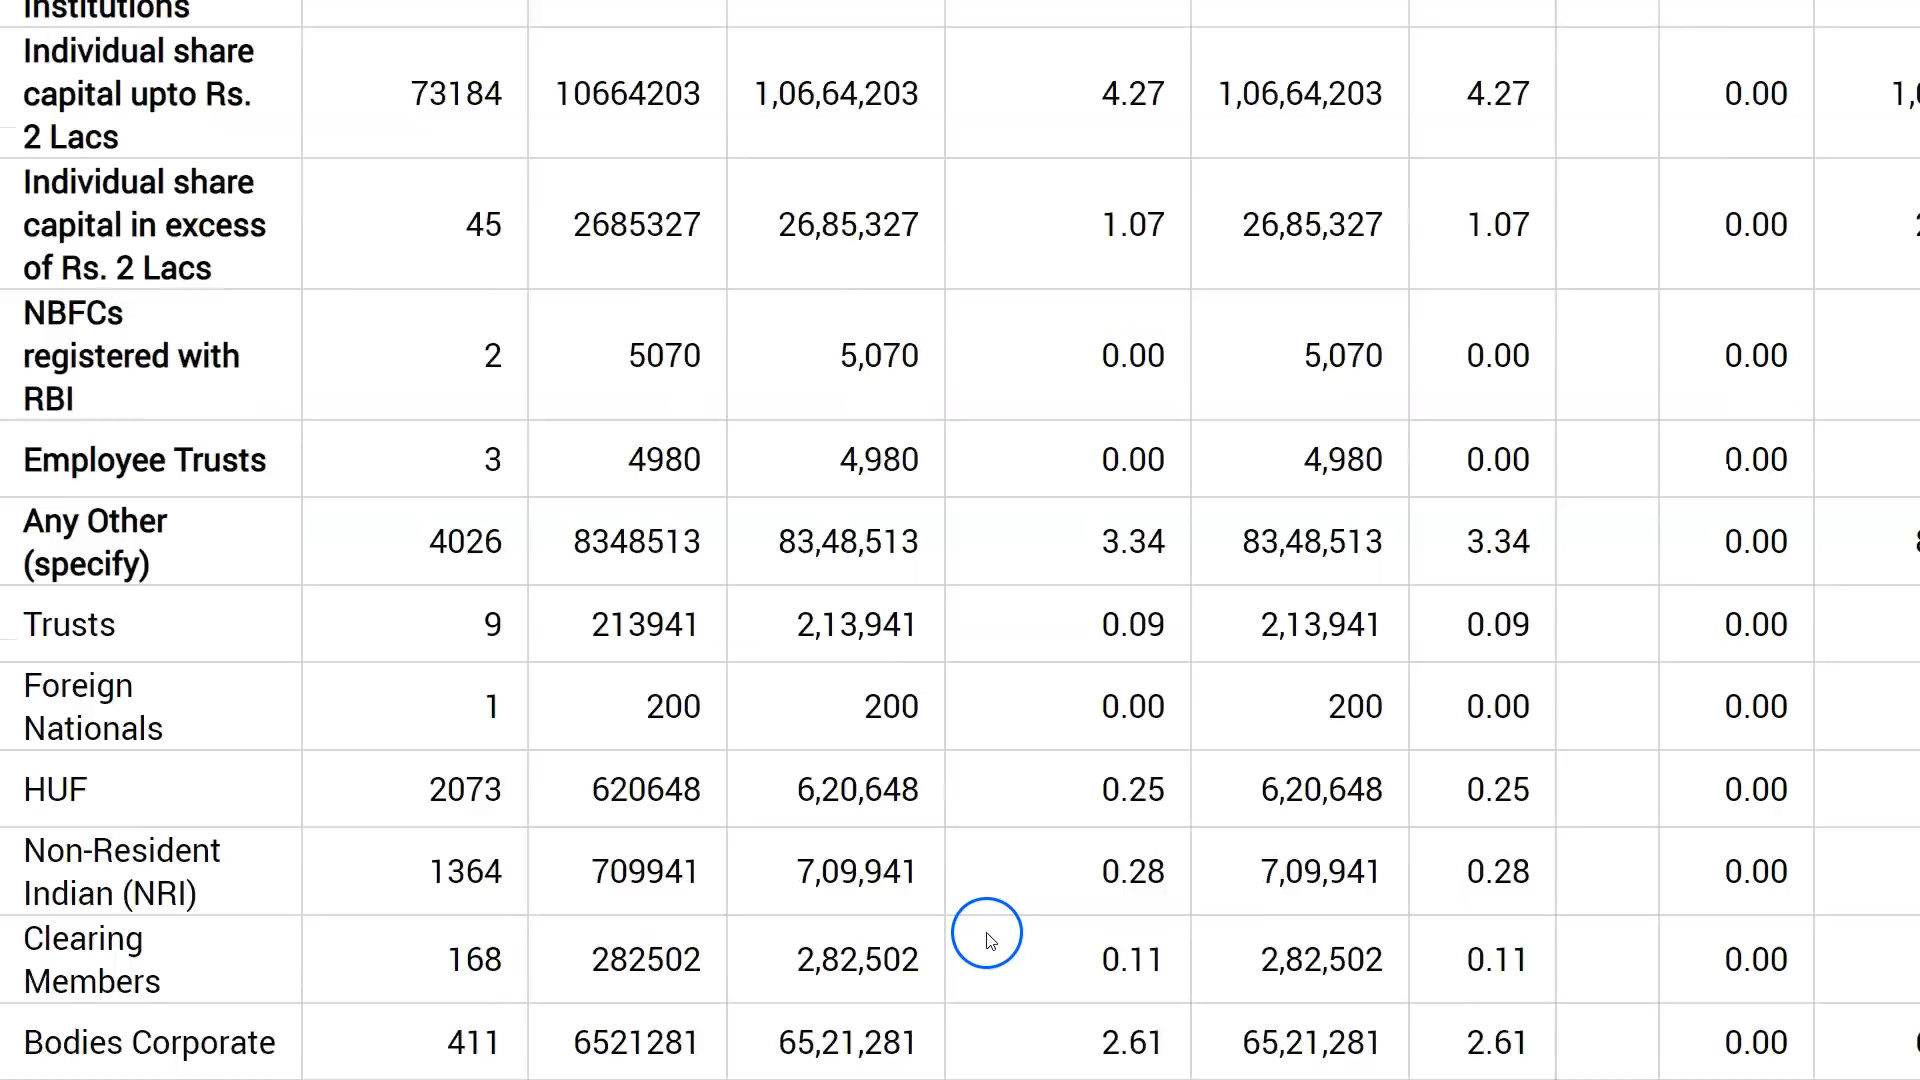 Institutions
Individual share
capital upto Rs.
2 Lacs
73184 10664203 1,06,64,203 4.27 1,06,64,203 4.27 0.00
Individual share
capital in excess
of Rs. 2 Lacs
45 2685327 26,85,327 1.07 26,85,327 1.07 0.00
NBFCs
registered with
RBI
2 5070 5,070 0.00 5,070 0.00 0.00
Employee Trusts 3 4980 4,980 0.00 4,980 0.00 0.00
Any Other
(specify)
4026 8348513 83,48,513 3.34 83,48,513 3.34 0.00
Trusts 9 213941 2,13,941 0.09 2,13,941 0.09 0.00
Foreign
Nationals
1 200 200 0.00 200 0.00 0.00
HUF 2073 620648 6,20,648 0.25 6,20,648 0.25 0.00
Non-Resident
Indian (NRI)
1364 709941 7,09,941 0.28 7,09,941 0.28 0.00
Clearing
Members
168 282502 2,82,502 0.11 2,82,502 0.11 0.00
Bodies Corporate 411 6521281 65,21,281 2.61 65,21,281 2.61 0.00